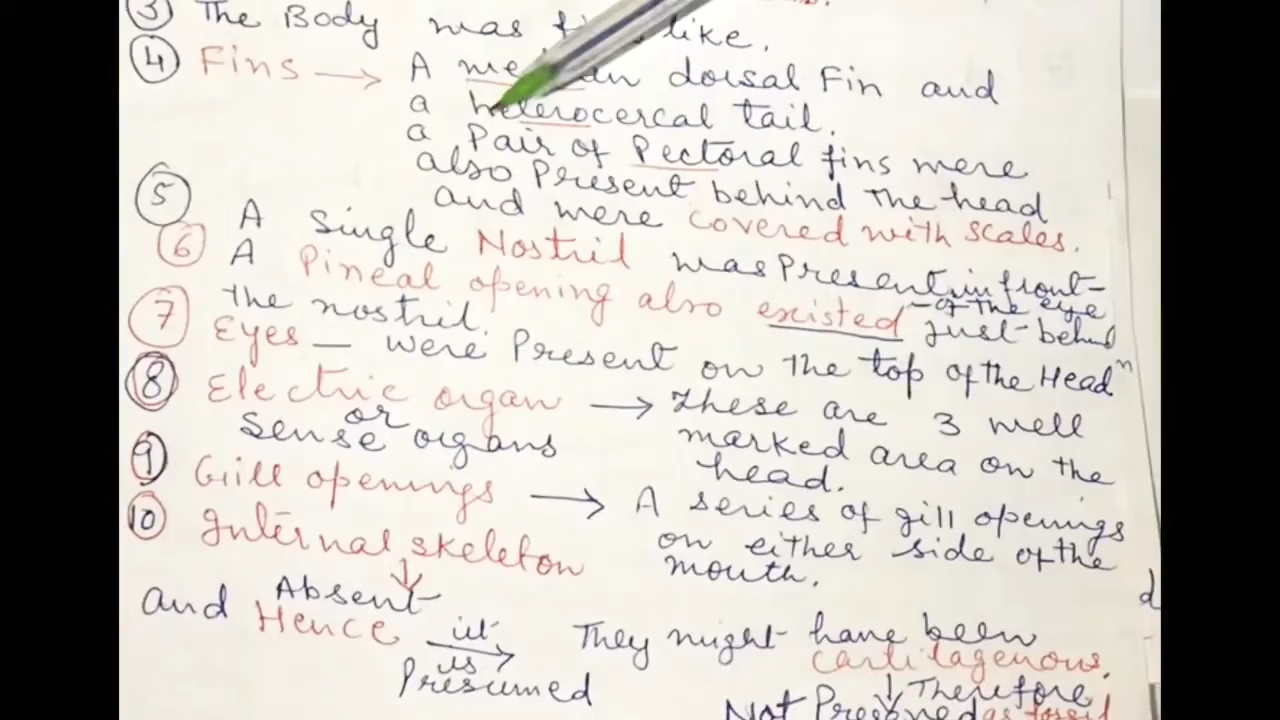 ③ The Body was like.
④ Fins → A median dorsal Fin and
a heterocercal tail.
a Pair of Pectoral fins were
also Present behind The head
and were covered with scales.
⑤ A Single Nostril was Present in front
of the eye
⑥ A Pineal opening also existed Just behind
the nostril.
⑦ Eyes — were Present on the top of the Head
⑧ Electric organ → These are 3 well
or
Sense organs marked area on the
head.
⑨ Gill openings → A series of gill openings
on either side of the
mouth.
⑩ Internal skeleton
↓
Absent
and Hence it is Presumed → They might have been
cartilagenous.
↓ Therefore
Not Preserved as fossil